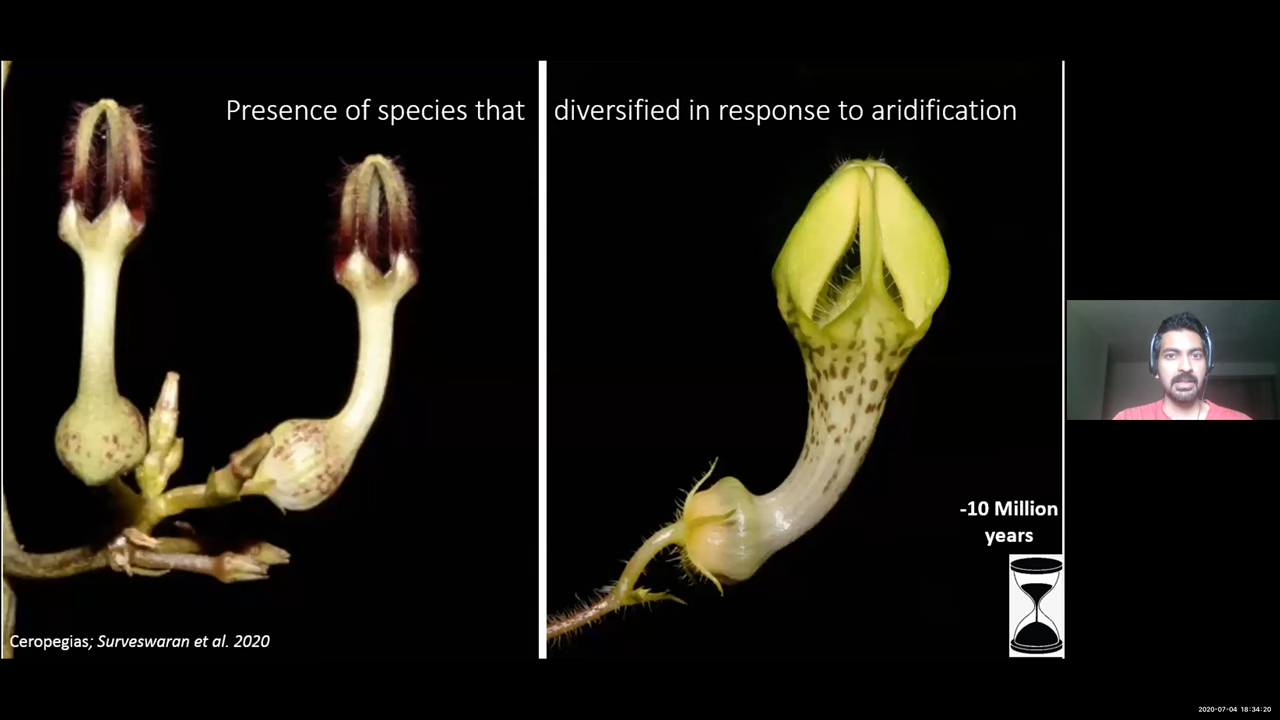 Presence of species that diversified in response to aridification
-10 Million
years
Ceropegias; Surveswaran et al. 2020
2020-07-04 18:34:20